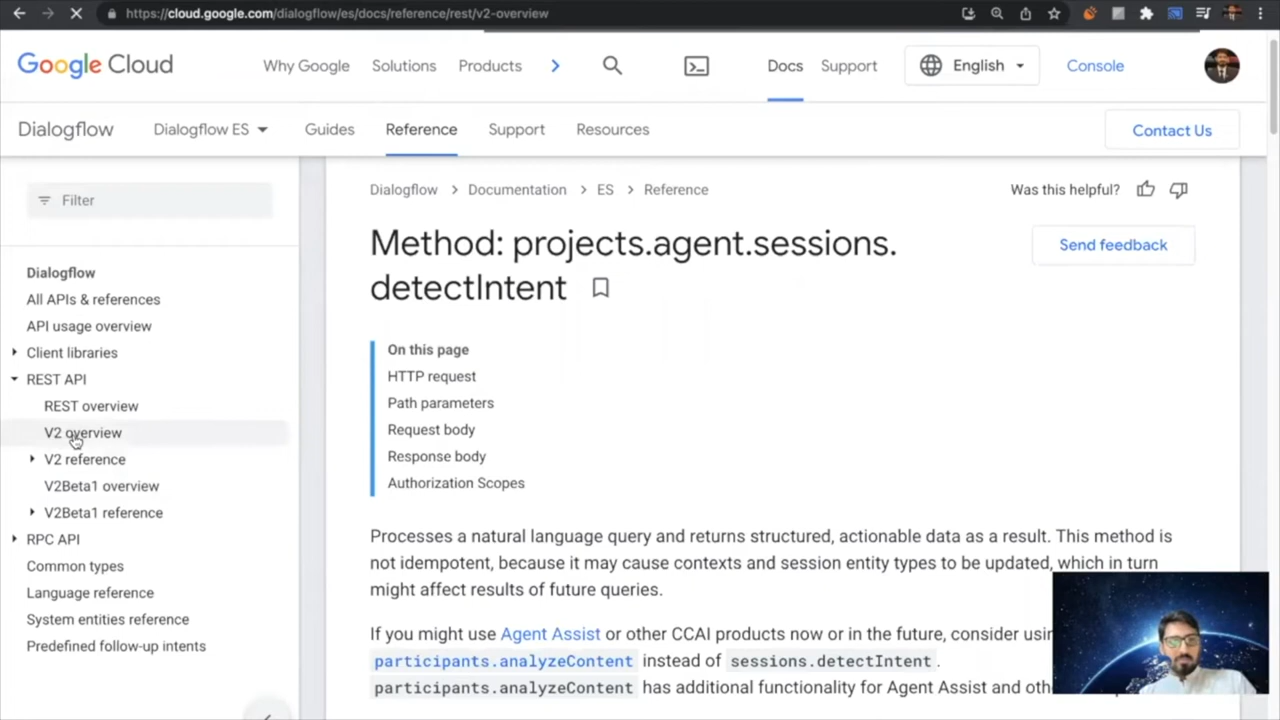 https://cloud.google.com/dialogflow/es/docs/reference/rest/v2-overview
Google Cloud
Why Google
Solutions
Products
Docs
Support
English
Console
Dialogflow
Dialogflow ES
Guides
Reference
Support
Resources
Contact Us
Filter
Dialogflow
All APIs & references
API usage overview
Client libraries
REST API
REST overview
V2 overview
V2 reference
V2Beta1 overview
V2Beta1 reference
RPC API
Common types
Language reference
System entities reference
Predefined follow-up intents
Dialogflow > Documentation > ES > Reference
Was this helpful?
Method: projects.agent.sessions.
detectIntent
Send feedback
On this page
HTTP request
Path parameters
Request body
Response body
Authorization Scopes
Processes a natural language query and returns structured, actionable data as a result. This method is
not idempotent, because it may cause contexts and session entity types to be updated, which in turn
might affect results of future queries.
If you might use Agent Assist or other CCAI products now or in the future, consider
participants.analyzeContent instead of sessions.detectIntent.
participants.analyzeContent has additional functionality for Agent Assist and